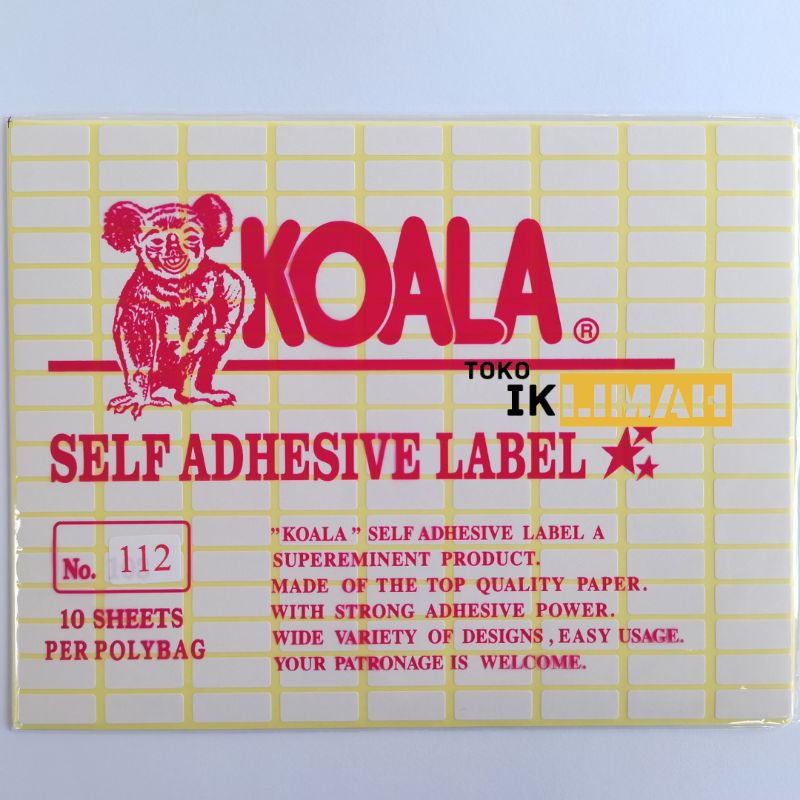 KOALA ®
TOKO
IKLIMAH
SELF ADHESIVE LABEL
No. 112
10 SHEETS
PER POLYBAG
"KOALA" SELF ADHESIVE LABEL A
SUPEREMINENT PRODUCT.
MADE OF THE TOP QUALITY PAPER.
WITH STRONG ADHESIVE POWER.
WIDE VARIETY OF DESIGNS , EASY USAGE.
YOUR PATRONAGE IS WELCOME.